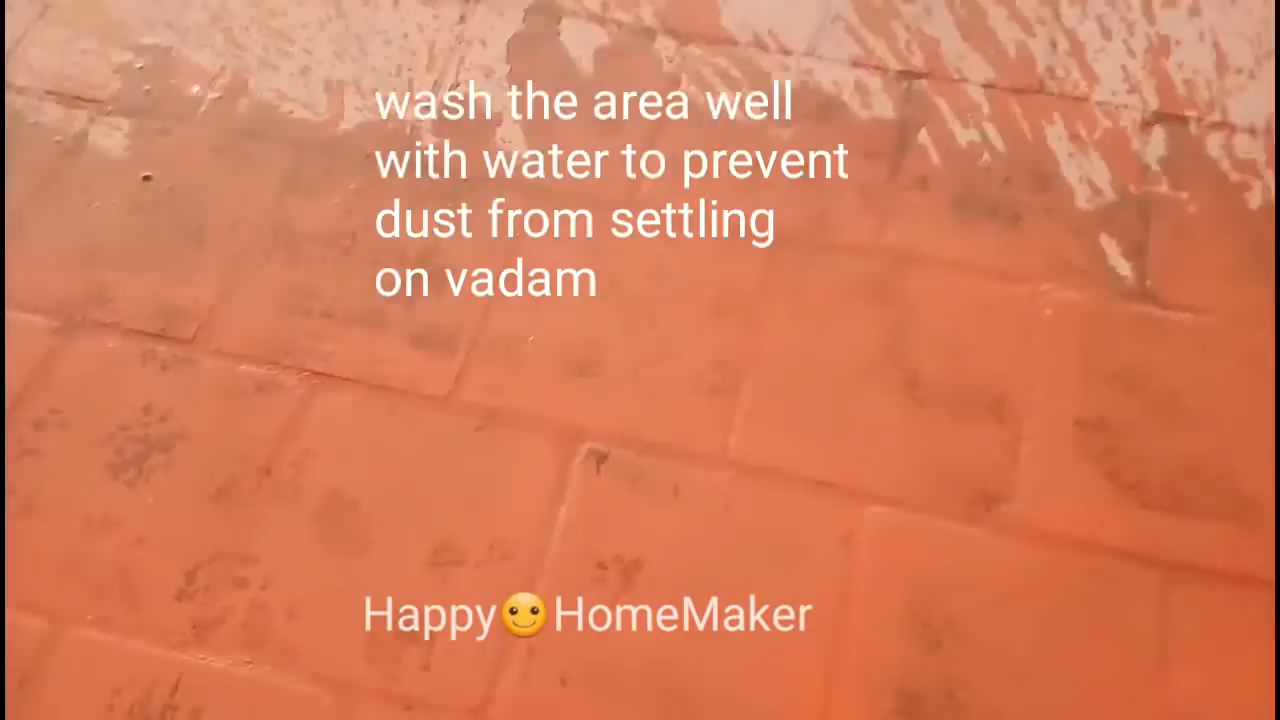 wash the area well
with water to prevent
dust from settling
on vadam
Happy🙂HomeMaker